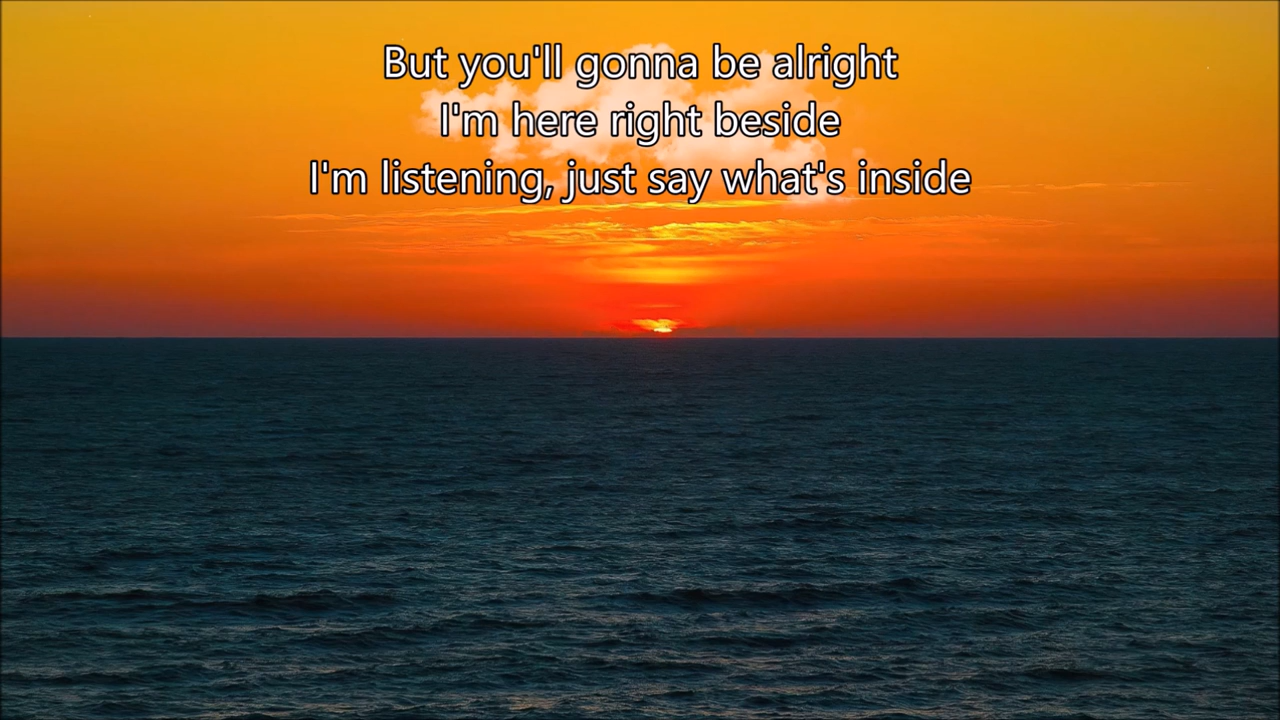 But you'll gonna be alright
I'm here right beside
I'm listening, just say what's inside